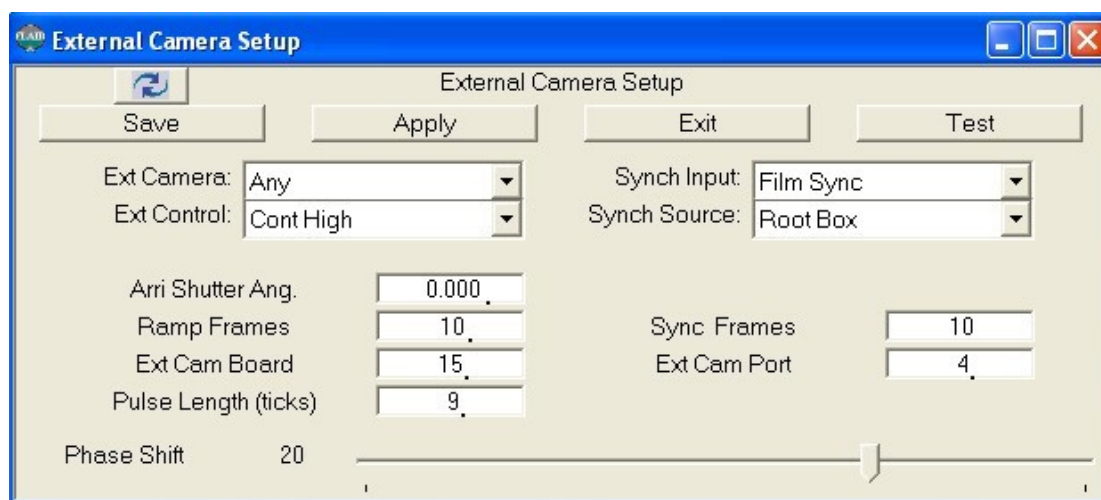 External Camera Setup
External Camera Setup
Save Apply Exit Test
Ext Camera: Any Synch Input: Film Sync
Ext Control: Cont High Synch Source: Root Box
Arri Shutter Ang. 0.000
Ramp Frames 10 Sync Frames 10
Ext Cam Board 15 Ext Cam Port 4
Pulse Length (ticks) 9
Phase Shift 20